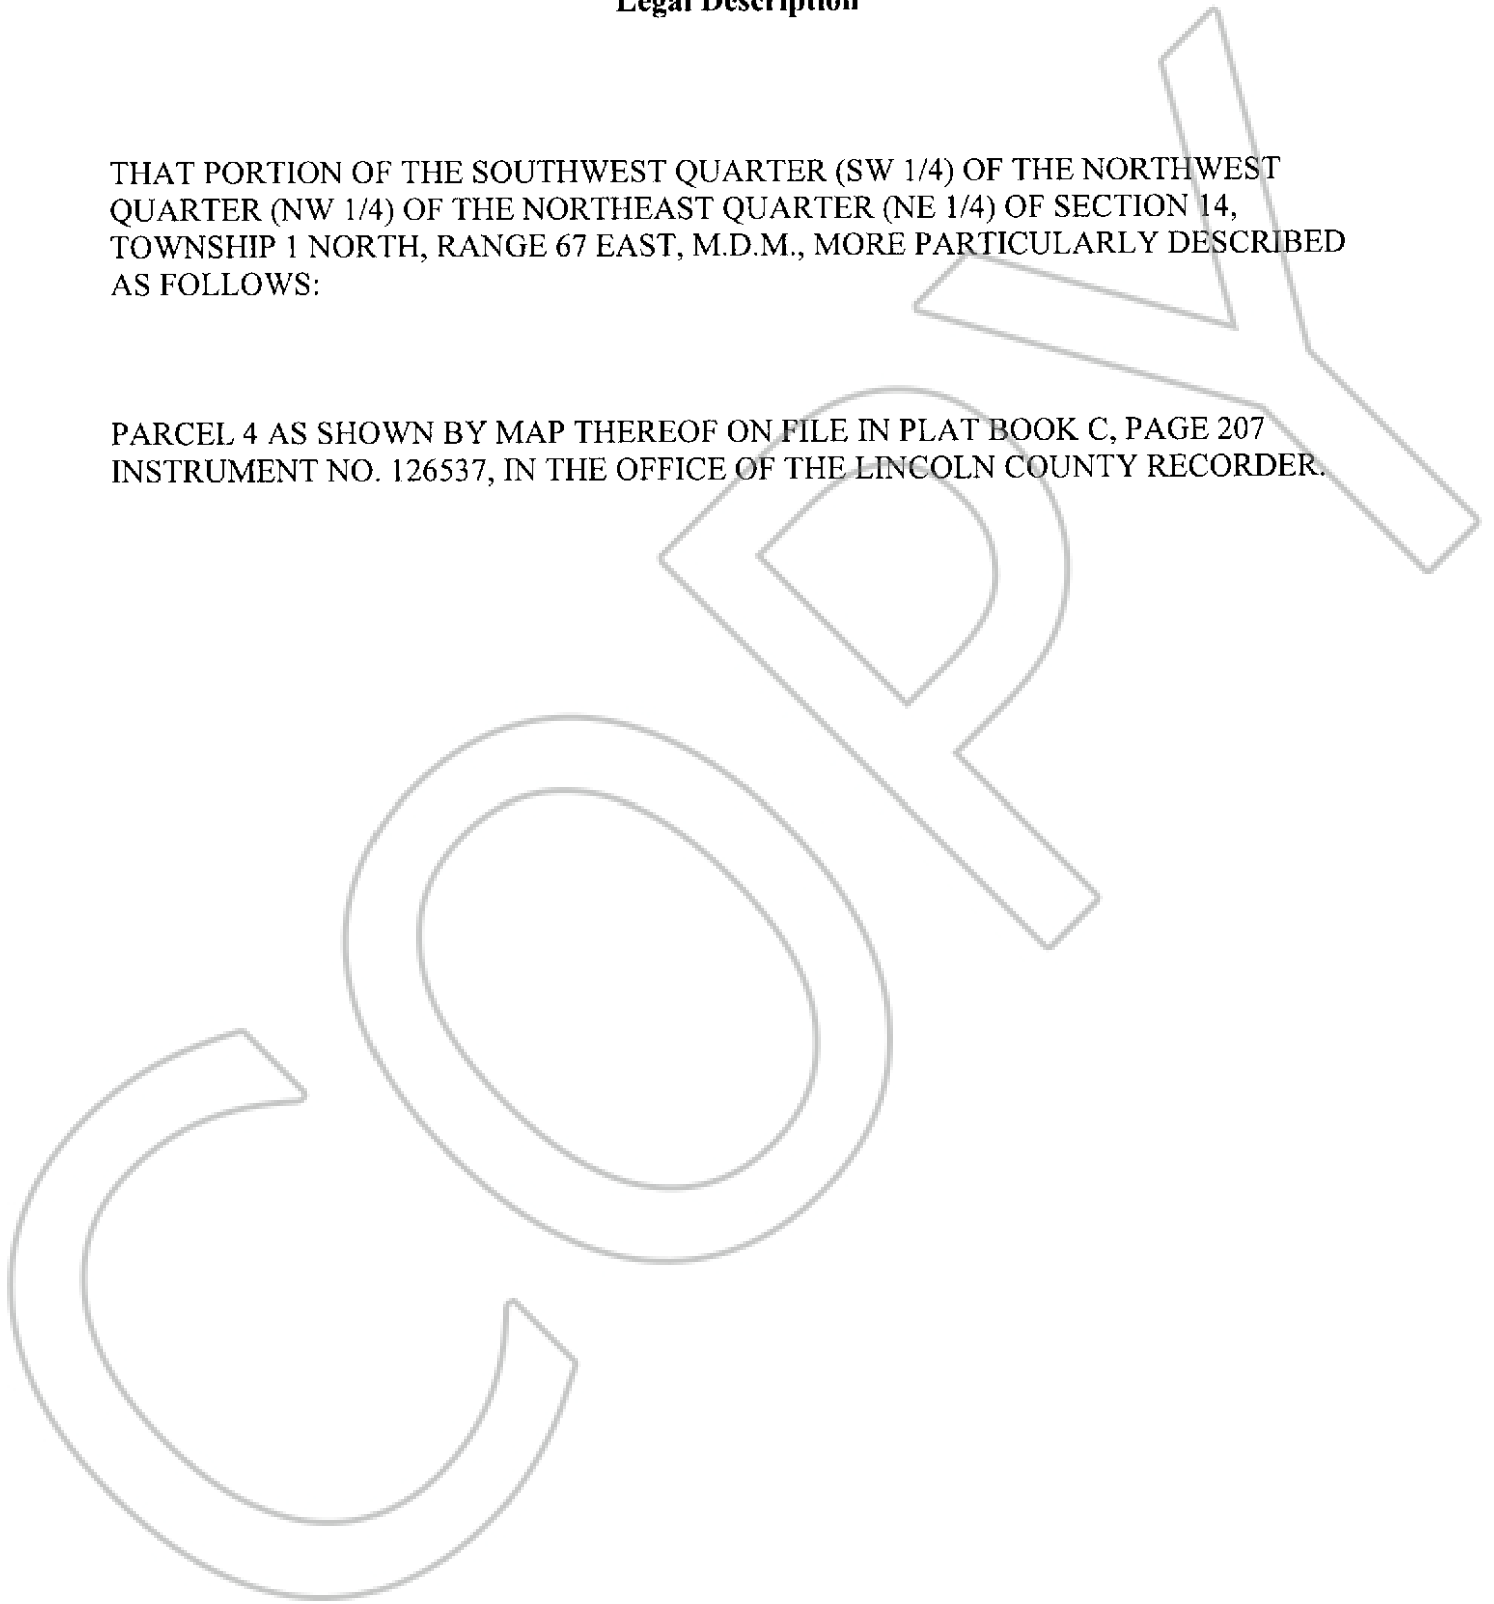 Legal Description
THAT PORTION OF THE SOUTHWEST QUARTER (SW 1/4) OF THE NORTHWEST
QUARTER (NW 1/4) OF THE NORTHEAST QUARTER (NE 1/4) OF SECTION 14,
TOWNSHIP 1 NORTH, RANGE 67 EAST, M.D.M., MORE PARTICULARLY DESCRIBED
AS FOLLOWS:
PARCEL 4 AS SHOWN BY MAP THEREOF ON FILE IN PLAT BOOK C, PAGE 207
INSTRUMENT NO. 126537, IN THE OFFICE OF THE LINCOLN COUNTY RECORDER.
COPY